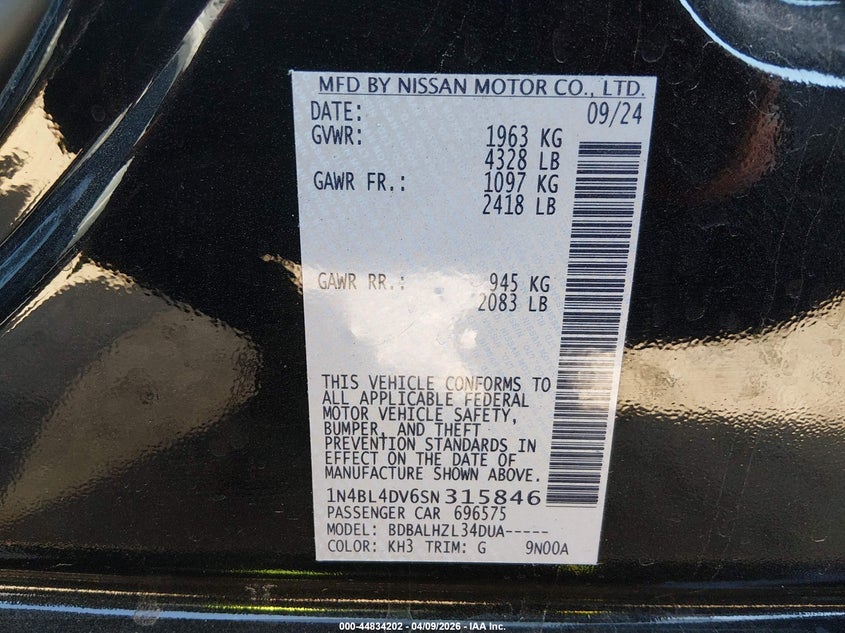 MFD BY NISSAN MOTOR CO., LTD.
DATE: 09/24
GVWR: 1963 KG
4328 LB
GAWR FR.: 1097 KG
2418 LB
GAWR RR.: 945 KG
2083 LB
THIS VEHICLE CONFORMS TO
ALL APPLICABLE FEDERAL
MOTOR VEHICLE SAFETY,
BUMPER, AND THEFT
PREVENTION STANDARDS IN
EFFECT ON THE DATE OF
MANUFACTURE SHOWN ABOVE.
1N4BL4DV6SN315846
PASSENGER CAR 696575
MODEL: BDBALHZL34DUA-----
COLOR: KH3 TRIM: G 9N00A
000-44834202 - 04/09/2026 - IAA Inc.